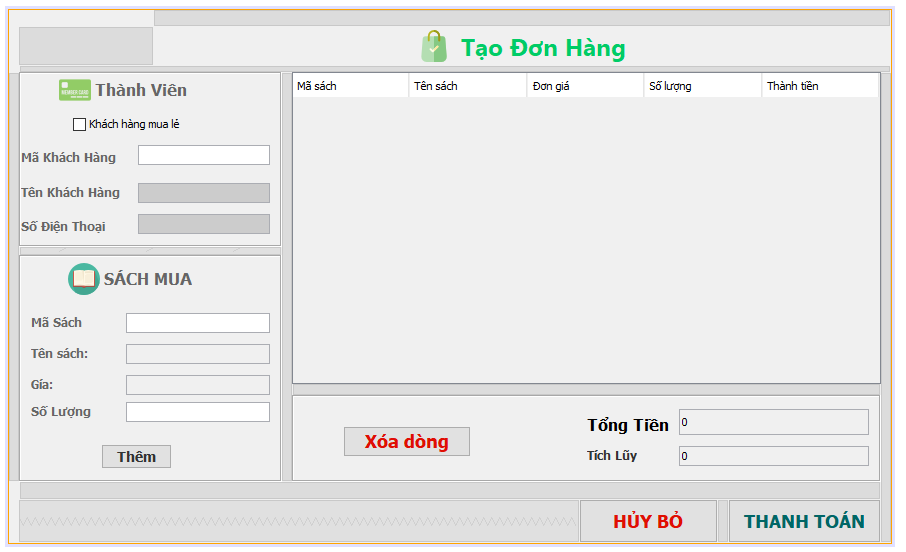 Tạo Đơn Hàng
Thành Viên
Khách hàng mua lẻ
Mã Khách Hàng
Tên Khách Hàng
Số Điện Thoại
SÁCH MUA
Mã Sách
Tên sách:
Gía:
Số Lượng
Thêm
Mã sách Tên sách Đơn giá Số lượng Thành tiền
Xóa dòng
Tổng Tiền 0
Tích Lũy 0
HỦY BỎ THANH TOÁN